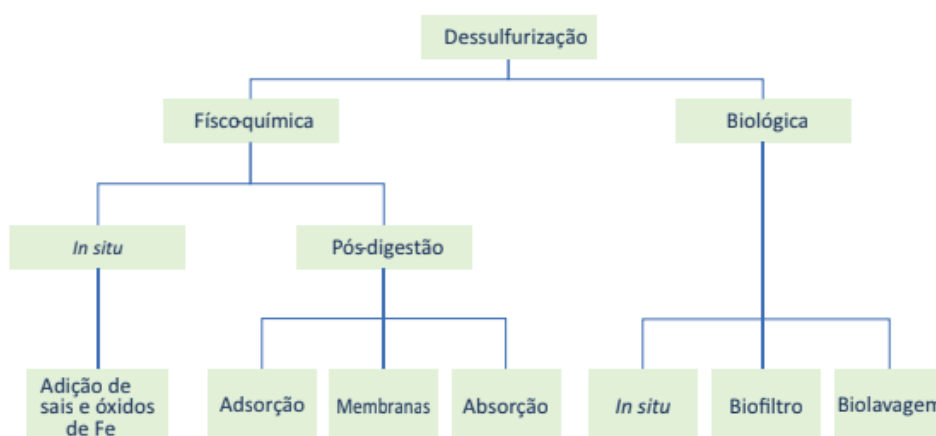 Dessulfurização
Físco-química
Biológica
In situ
Pós-digestão
Adição de
sais e óxidos
de Fe
Adsorção
Membranas
Absorção
In situ
Biofiltro
Biolavagem